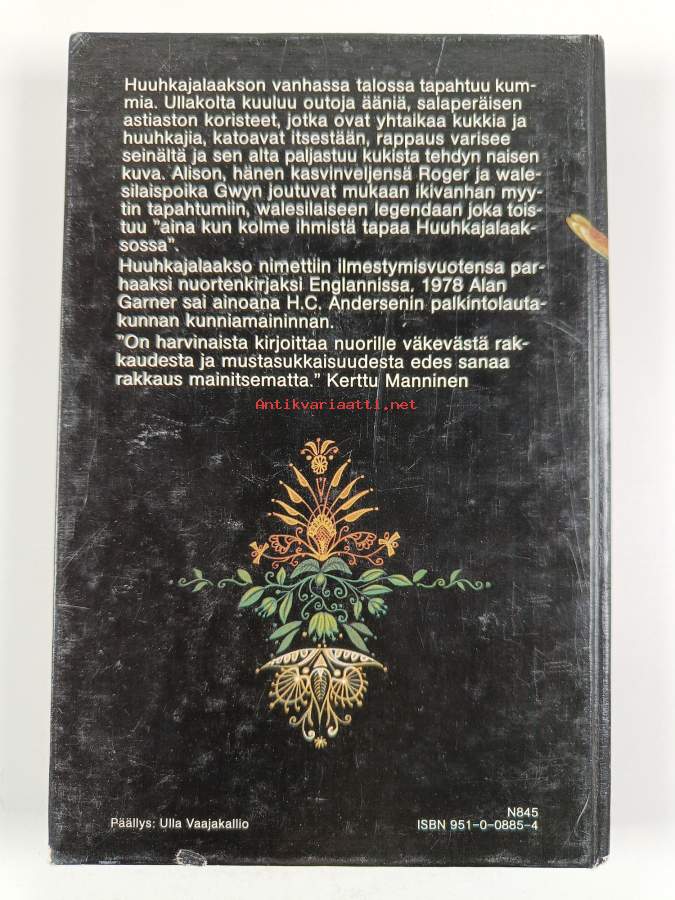 Huuhkajalaakson vanhassa talossa tapahtuu kum-
mia. Ullakolta kuuluu outoja ääniä, salaperäisen
astiaston koristeet, jotka ovat yhtaikaa kukkia ja
huuhkajia, katoavat itsestään, rappaus varisee
seinältä ja sen alta paljastuu kukista tehdyn naisen
kuva. Alison, hänen kasvinveljensä Roger ja wale-
silaispoika Gwyn joutuvat mukaan ikivanhan myy-
tin tapahtumiin, walesilaiseen legendaan joka tois-
tuu "aina kun kolme ihmistä tapaa Huuhkajalaak-
sossa".
Huuhkajalaakso nimettiin ilmestymisvuotensa par-
haaksi nuortenkirjaksi Englannissa. 1978 Alan
Garner sai ainoana H.C. Andersenin palkintolauta-
kunnan kunniamaininnan.
"On harvinaista kirjoittaa nuorille väkevästä rak-
kaudesta ja mustasukkaisuudesta edes sanaa
rakkaus mainitsematta." Kerttu Manninen
Antikvariaatti.net
N845
Päällys: Ulla Vaajakallio
ISBN 951-0-0885-4